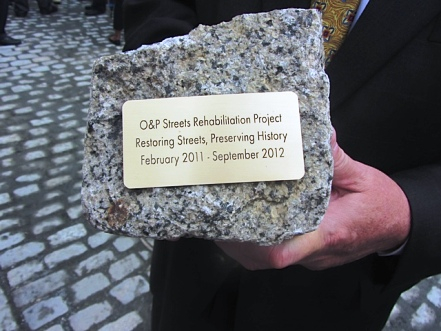 O&P Streets Rehabilitation Project
Restoring Streets, Preserving History
February 2011 - September 2012